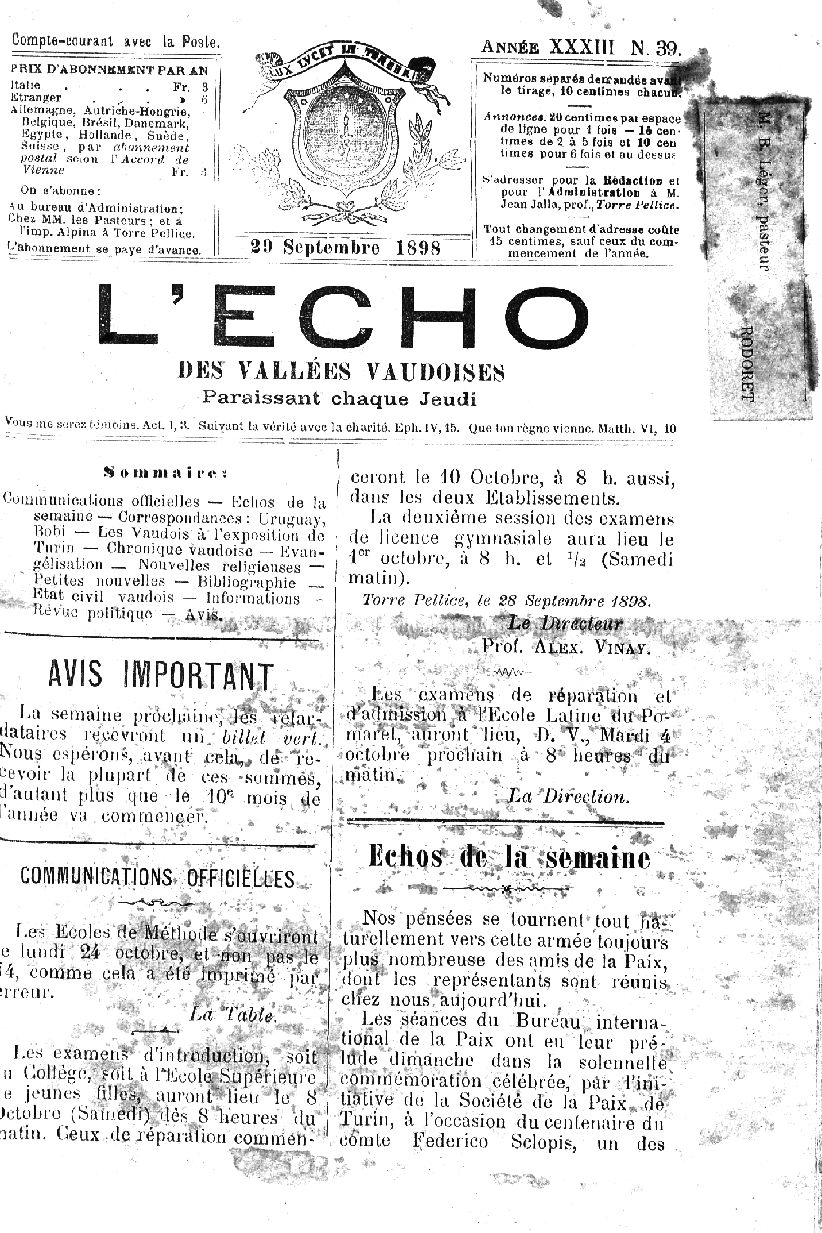 Compte-courant avec la Poste.
PRIX D'ABONNEMENT PAR AN
Italie . . . Fr. 3
Etranger . . » 6
Allemagne, Autriche-Hongrie,
Belgique, Brésil, Danemark,
Egypte, Hollande, Suède,
Suisse, par abonnement
postal selon l'Accord de
Vienne Fr. 4
On s'abonne:
Au bureau d'Administration;
Chez MM. les Pasteurs; et à
l'imp. Alpina à Torre Pellice.
L'abonnement se paye d'avance.
LUX LUCET IN TENEBRIS
29 Septembre 1898
ANNÉE XXXIII N. 39.
Numéros séparés demandés avant
le tirage, 10 centimes chacun.
Annonces. 20 centimes par espace
de ligne pour 1 fois — 15 cen-
times de 2 à 5 fois et 10 cen
times pour 6 fois et au dessus
S'adresser pour la Rédaction et
pour l'Administration à M.
Jean Jalla, prof., Torre Pellice.
Tout changement d'adresse coûte
15 centimes, sauf ceux du com-
mencement de l'année.
M. B. Léger, pasteur
RODORET
L'ECHO
DES VALLÉES VAUDOISES
Paraissant chaque Jeudi
Vous me serez témoins. Act. I, 3. Suivant la vérité avec la charité. Eph. IV, 15. Que ton règne vienne. Matth. VI, 10
Sommaire:
Communications officielles — Echos de la
semaine — Correspondances: Uruguay,
Bobi — Les Vaudois à l'exposition de
Turin — Chronique vaudoise — Evan-
gélisation — Nouvelles religieuses —
Petites nouvelles — Bibliographie —
Etat civil vaudois — Informations -
Revue politique — Avis.
AVIS IMPORTANT
La semaine prochaine, les retar-
dataires recevront un billet vert.
Nous espérons, avant cela, de re-
cevoir la plupart de ces sommes,
d'autant plus que le 10e mois de
l'année va commencer.
COMMUNICATIONS OFFICIELLES
Les Ecoles de Méthode s'ouvriront
e lundi 24 octobre, et non pas le
14, comme cela a été imprimé par
erreur.
La Table.
Les examens d'introduction, soit
u Collège, soit à l'Ecole Supérieure
e jeunes filles, auront lieu le 8
Octobre (Samedi) dès 8 heures du
matin. Ceux de réparation commen-
ceront le 10 Octobre, à 8 h. aussi,
dans les deux Etablissements.
La deuxième session des examens
de licence gymnasiale aura lieu le
1er octobre, à 8 h. et 1/2 (Samedi
matin).
Torre Pellice, le 28 Septembre 1898.
Le Directeur
Prof. ALEX. VINAY.
Les examens de réparation et
d'admission à l'Ecole Latine du Po-
maret, auront lieu, D. V., Mardi 4
octobre prochain à 8 heures du
matin.
La Direction.
Echos de la semaine
Nos pensées se tournent tout na-
turellement vers cette armée toujours
plus nombreuse des amis de la Paix,
dont les représentants sont réunis
chez nous aujourd'hui.
Les séances du Bureau interna-
tional de la Paix ont eu leur pré-
lude dimanche dans la solennelle
commémoration célébrée, par l'ini-
tiative de la Société de la Paix de
Turin, à l'occasion du centenaire du
comte Federico Sclopis, un des